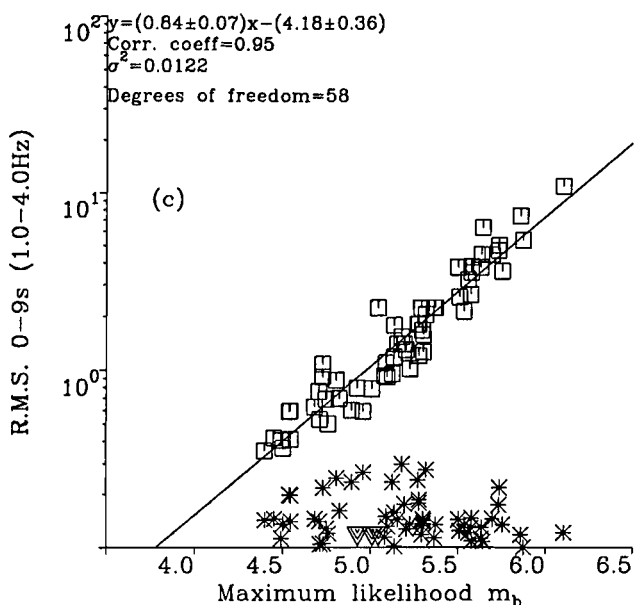 10²
y=(0.84±0.07)x−(4.18±0.36)
Corr. coeff=0.95
σ²=0.0122
Degrees of freedom=58
(c)
10¹
10⁰
R.M.S. 0−9s (1.0−4.0Hz)
4.0 4.5 5.0 5.5 6.0 6.5
Maximum likelihood m_b